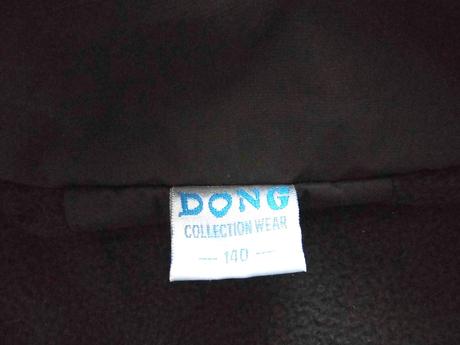 DONG
COLLECTION WEAR
— 140 —